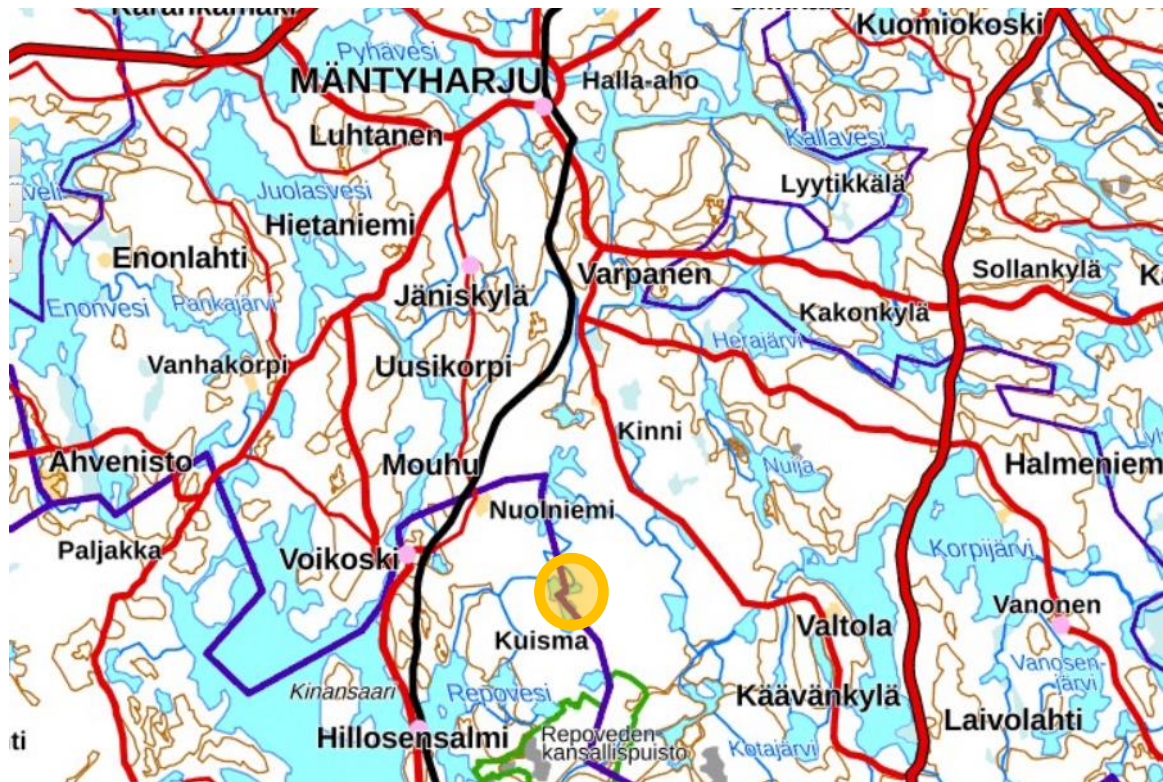 Pyhävesi
Kuomiokoski
MÄNTYHARJU
Halla-aho
Luhtanen
Kallavesi
Juolasvesi
Lyytikkälä
Hietaniemi
Enonlahti
Varpanen
Sollankylä
Jäniskylä
Enonvesi
Pankajärvi
Kakonkylä
Herajärvi
Vanhakorpi
Uusikorpi
Kinni
Ahvenisto
Mouhu
Nuija
Halmeniem
Nuolniemi
Paljakka
Voikoski
Korpijärvi
Vanonen
Kuisma
Valtola
Vanosen-
järvi
Kinansaari
Repovesi
Käävänkylä
Laivolahti
Hillosensalmi
Repoveden
kansallispuisto
Kotajärvi
ti